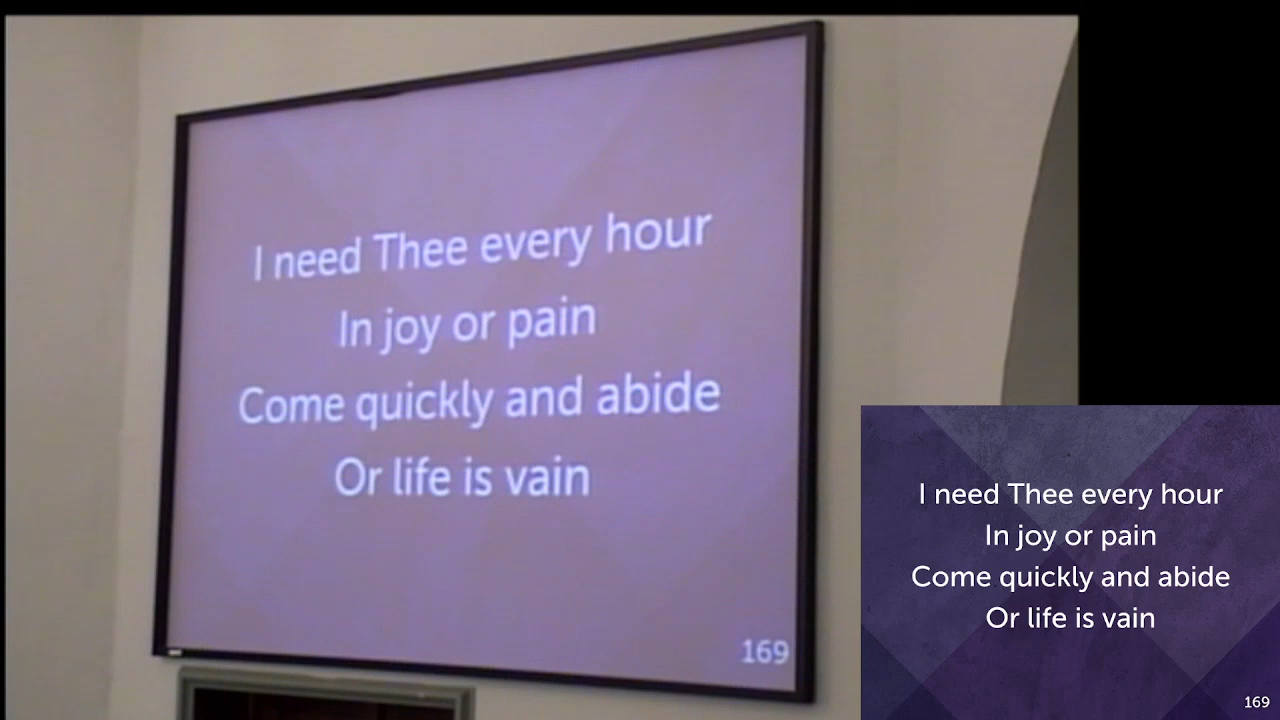 I need Thee every hour
In joy or pain
Come quickly and abide
Or life is vain
169
I need Thee every hour
In joy or pain
Come quickly and abide
Or life is vain
169